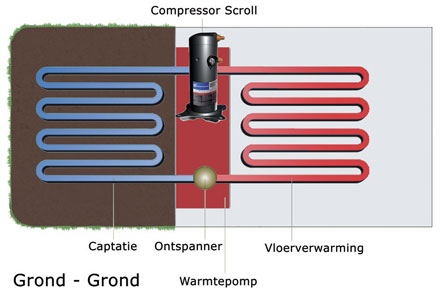 Compressor Scroll
Captatie
Ontspanner
Vloerverwarming
Warmtepomp
Grond - Grond